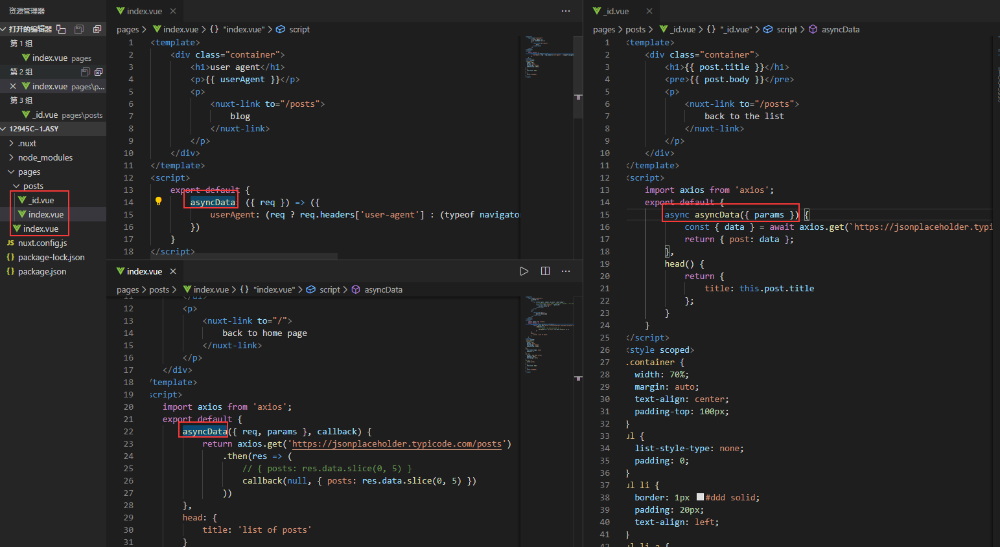 资源管理器
打开的编辑器
第 1 组
index.vue pages
第 2 组
index.vue pages\p...
第 3 组
_id.vue pages\posts
12945C~1.ASY
.nuxt
node_modules
pages
posts
_id.vue
index.vue
index.vue
JS nuxt.config.js
{} package-lock.json
{} package.json
index.vue
pages > index.vue > {} "index.vue" > script
1 <template>
2 <div class="container">
3 <h1>user agent</h1>
4 <p>{{ userAgent }}</p>
5 <p>
6 <nuxt-link to="/posts">
7 blog
8 </nuxt-link>
9 </p>
10 </div>
11 </template>
12 <script>
13 export default {
14 asyncData: ({ req }) => ({
15 userAgent: (req ? req.headers['user-agent'] : (typeof navigator
16 })
17 }
18 </script>
index.vue
pages > posts > index.vue > {} "index.vue" > script > asyncData
12 <p>
13 <nuxt-link to="/">
14 back to home page
15 </nuxt-link>
16 </p>
17 </div>
18 /template>
19 script>
20 import axios from 'axios';
21 export default {
22 asyncData({ req, params }, callback) {
23 return axios.get('https://jsonplaceholder.typicode.com/posts')
24 .then(res => (
25 // { posts: res.data.slice(0, 5) }
26 callback(null, { posts: res.data.slice(0, 5) })
27 ))
28 },
29 head: {
30 title: 'list of posts'
31 }
_id.vue
pages > posts > _id.vue > {} "_id.vue" > script > asyncData
1 <template>
2 <div class="container">
3 <h1>{{ post.title }}</h1>
4 <pre>{{ post.body }}</pre>
5 <p>
6 <nuxt-link to="/posts">
7 back to the list
8 </nuxt-link>
9 </p>
10 </div>
11 </template>
12 <script>
13 import axios from 'axios';
14 export default {
15 async asyncData({ params }) {
16 const { data } = await axios.get(`https://jsonplaceholder.typi
17 return { post: data };
18 },
19 head() {
20 return {
21 title: this.post.title
22 };
23 }
24 }
25 </script>
26 <style scoped>
27 .container {
28 width: 70%;
29 margin: auto;
30 text-align: center;
31 padding-top: 100px;
32 }
33 ul {
34 list-style-type: none;
35 padding: 0;
36 }
37 ul li {
38 border: 1px #ddd solid;
39 padding: 20px;
40 text-align: left;
41 }
42 ul li a {